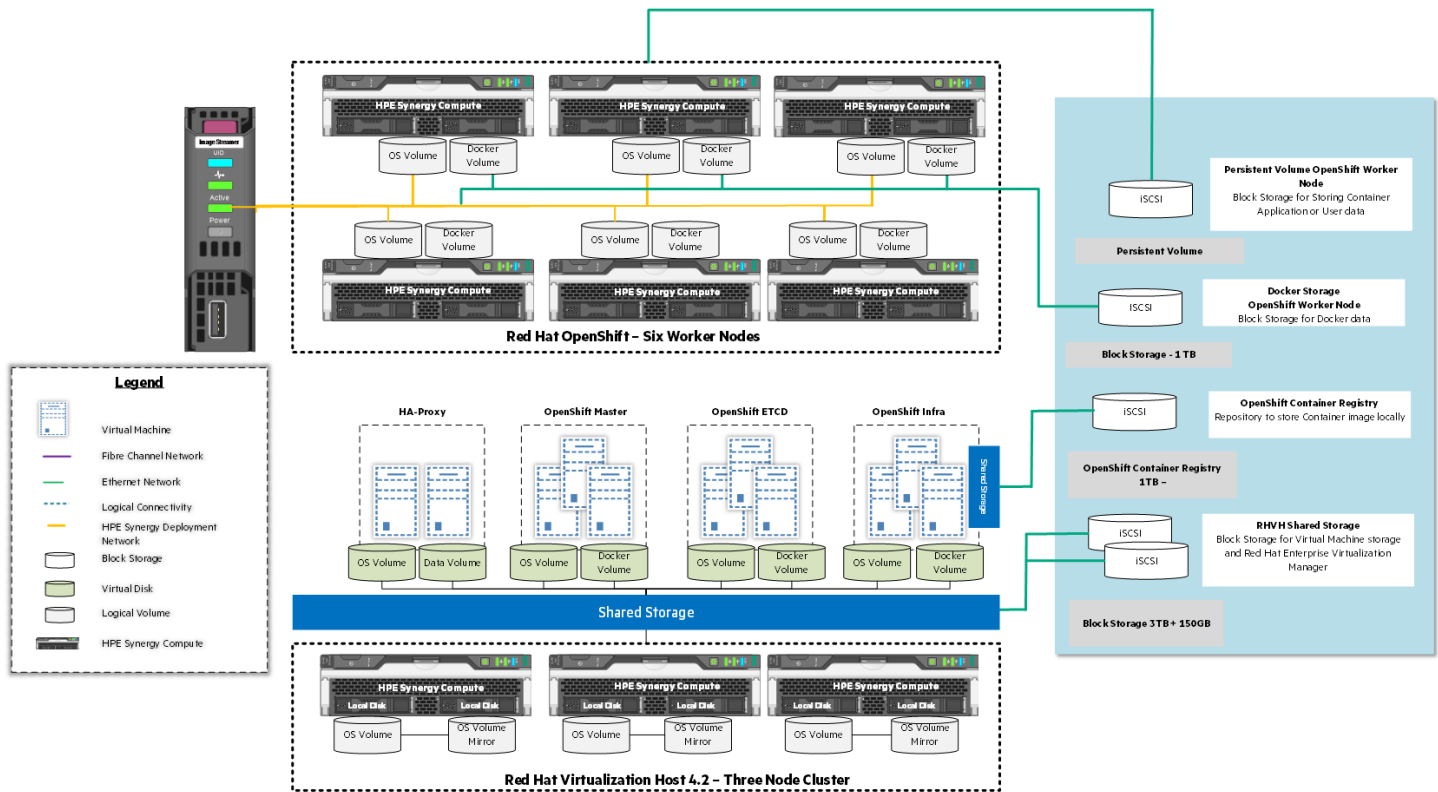 Image Streamer
UID
Active
Power
HPE Synergy Compute
HPE Synergy Compute
HPE Synergy Compute
OS Volume
Docker
Volume
OS Volume
Docker
Volume
OS Volume
Docker
Volume
OS Volume
Docker
Volume
OS Volume
Docker
Volume
OS Volume
Docker
Volume
HPE Synergy Compute
HPE Synergy Compute
HPE Synergy Compute
Red Hat OpenShift – Six Worker Nodes
Legend
Virtual Machine
Fibre Channel Network
Ethernet Network
Logical Connectivity
HPE Synergy Deployment
Network
Block Storage
Virtual Disk
Logical Volume
HPE Synergy Compute
HA-Proxy
OpenShift Master
OpenShift ETCD
OpenShift Infra
Shared Storage
OS Volume
Data Volume
OS Volume
Docker
Volume
OS Volume
Docker
Volume
OS Volume
Docker
Volume
Shared Storage
HPE Synergy Compute
Local Disk
Local Disk
HPE Synergy Compute
Local Disk
Local Disk
HPE Synergy Compute
Local Disk
Local Disk
OS Volume
OS Volume
Mirror
OS Volume
OS Volume
Mirror
OS Volume
OS Volume
Mirror
Red Hat Virtualization Host 4.2 – Three Node Cluster
iSCSI
Persistent Volume OpenShift Worker
Node
Block Storage for Storing Container
Application or User data
Persistent Volume
iSCSI
Docker Storage
OpenShift Worker Node
Block Storage for Docker data
Block Storage - 1 TB
iSCSI
OpenShift Container Registry
Repository to store Container image locally
OpenShift Container Registry
1TB –
iSCSI
iSCSI
RHVH Shared Storage
Block Storage for Virtual Machine storage
and Red Hat Enterprise Virtualization
Manager
Block Storage 3TB + 150GB